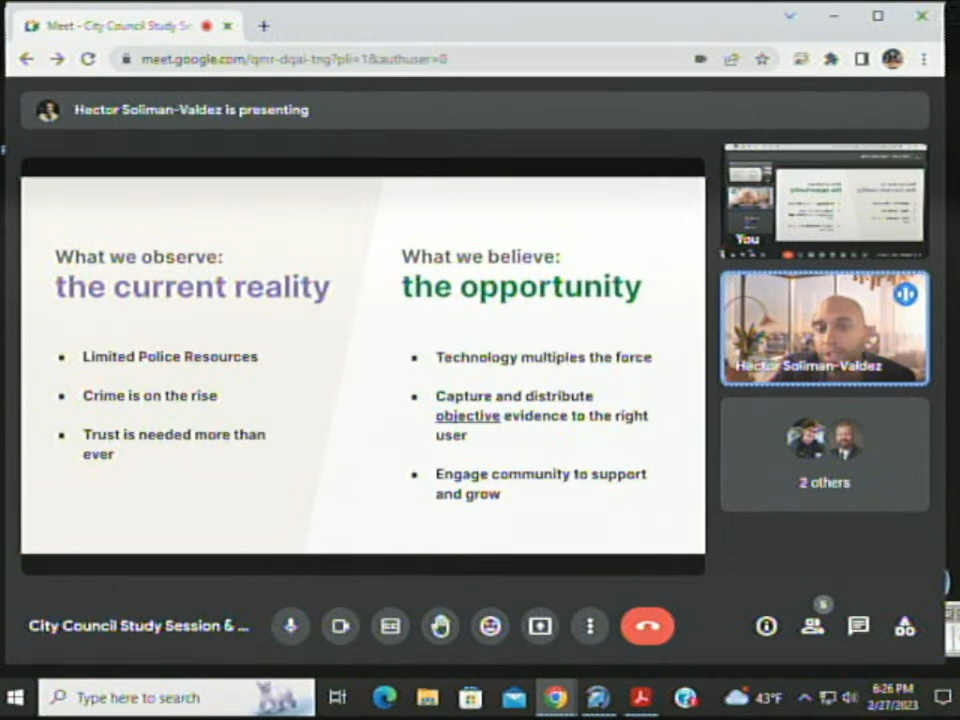 Meet - City Council Study Se
meet.google.com/qmr-dqai-tng?pli=1&authuser=0
Hector Soliman-Valdez is presenting
What we observe:
the current reality
Limited Police Resources
Crime is on the rise
Trust is needed more than
ever
What we believe:
the opportunity
Technology multiples the force
Capture and distribute
objective evidence to the right
user
Engage community to support
and grow
You
Hector Soliman-Valdez
2 others
City Council Study Session & ...
5
Type here to search
43°F
6:26 PM
2/27/2023